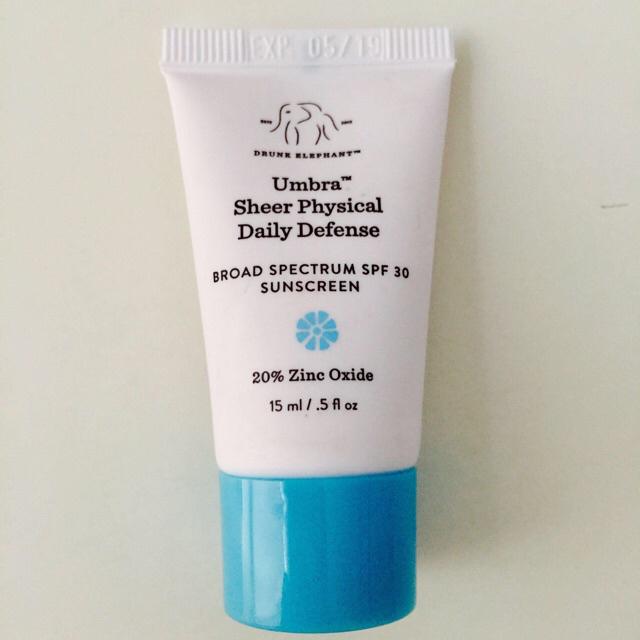 EXP 05/19
DRUNK ELEPHANT™
Umbra™
Sheer Physical
Daily Defense
BROAD SPECTRUM SPF 30
SUNSCREEN
20% Zinc Oxide
15 ml / .5 fl oz